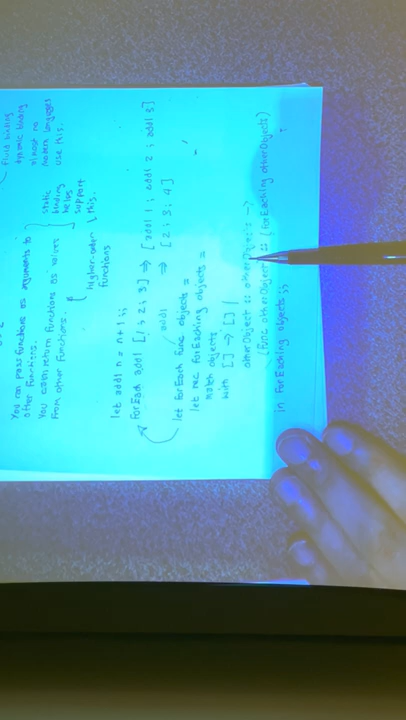 You can pass functions as arguments to
other functions.
You can return functions as values
from other functions.
Fluid binding
dynamic binding
almost no
modern languages
use this.
static
binding
helps
support
this.
higher-order
functions
let add1 n = n + 1 ;;
forEach add1 [1; 2; 3] ⇒ [add1 1 ; add1 2 ; add1 3]
⇒ [2; 3; 4]
add1
let forEach func objects =
let rec forEaching objects =
match objects
with [] → [] |
otherObject :: otherObjects →
(func otherObject) :: (forEaching otherObjects)
in forEaching objects ;;